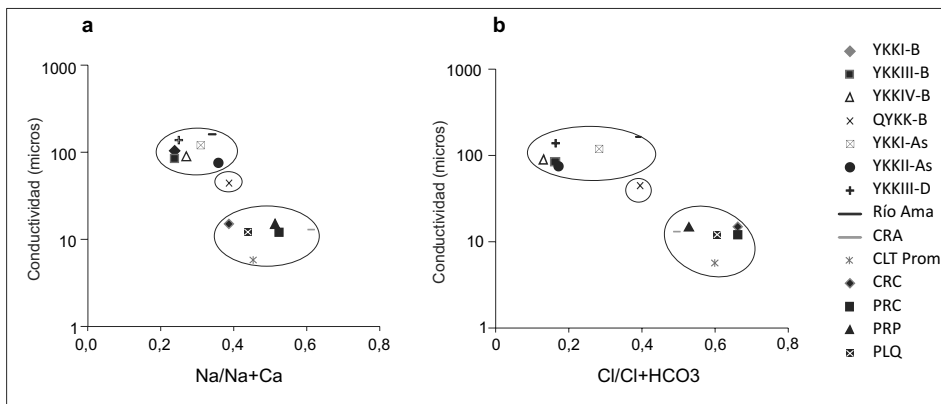 a
Conductividad (micros)
1000
100
10
1
0,0
0,2
0,4
0,6
0,8
Na/Na+Ca
b
Conductividad (micros)
1000
100
10
1
0,0
0,2
0,4
0,6
0,8
Cl/Cl+HCO3
YKKI-B
YKKIII-B
YKKIV-B
QYKK-B
YKKI-As
YKKII-As
YKKIII-D
Río Ama
CRA
CLT Prom
CRC
PRC
PRP
PLQ